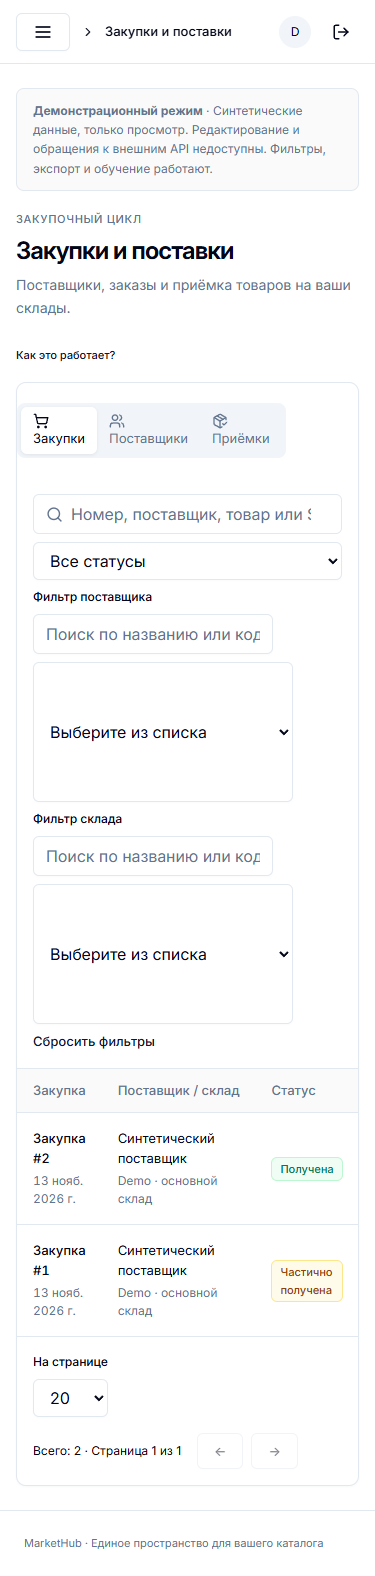 Закупки и поставки
D
Демонстрационный режим · Синтетические
данные, только просмотр. Редактирование и
обращения к внешним API недоступны. Фильтры,
экспорт и обучение работают.
ЗАКУПОЧНЫЙ ЦИКЛ
Закупки и поставки
Поставщики, заказы и приёмка товаров на ваши
склады.
Как это работает?
Закупки
Поставщики
Приёмки
Номер, поставщик, товар или
Все статусы
Фильтр поставщика
Поиск по названию или код
Выберите из списка
Фильтр склада
Поиск по названию или код
Выберите из списка
Сбросить фильтры
Закупка
Поставщик / склад
Статус
Закупка
#2
13 нояб.
2026 г.
Синтетический
поставщик
Demo · основной
склад
Получена
Закупка
#1
13 нояб.
2026 г.
Синтетический
поставщик
Demo · основной
склад
Частично
получена
На странице
20
Всего: 2 · Страница 1 из 1
←
→
MarketHub · Единое пространство для вашего каталога